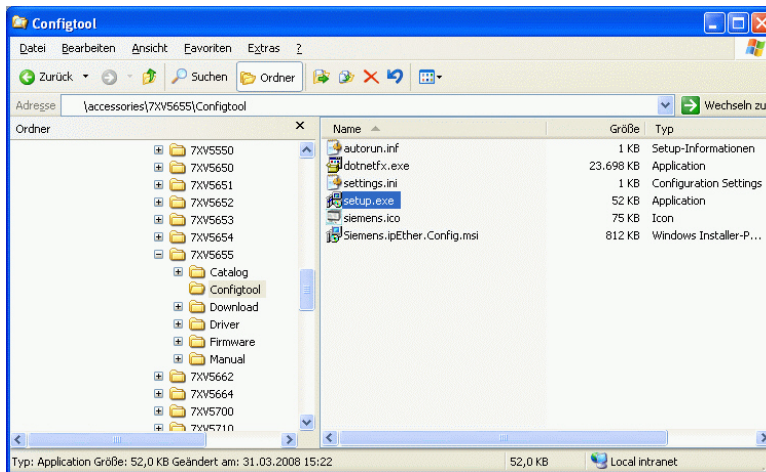 Configtool
Datei Bearbeiten Ansicht Favoriten Extras ?
Zurück Suchen Ordner
Adresse \accessories\7XV5655\Configtool Wechseln zu
Ordner
7XV5550
7XV5650
7XV5651
7XV5652
7XV5653
7XV5654
7XV5655
Catalog
Configtool
Download
Driver
Firmware
Manual
7XV5662
7XV5664
7XV5700
7XV5710
Name Größe Typ
autorun.inf 1 KB Setup-Informationen
dotnetfx.exe 23.698 KB Application
settings.ini 1 KB Configuration Settings
setup.exe 52 KB Application
siemens.ico 75 KB Icon
Siemens.ipEther.Config.msi 812 KB Windows Installer-P...
Typ: Application Größe: 52,0 KB Geändert am: 31.03.2008 15:22 52,0 KB Local intranet